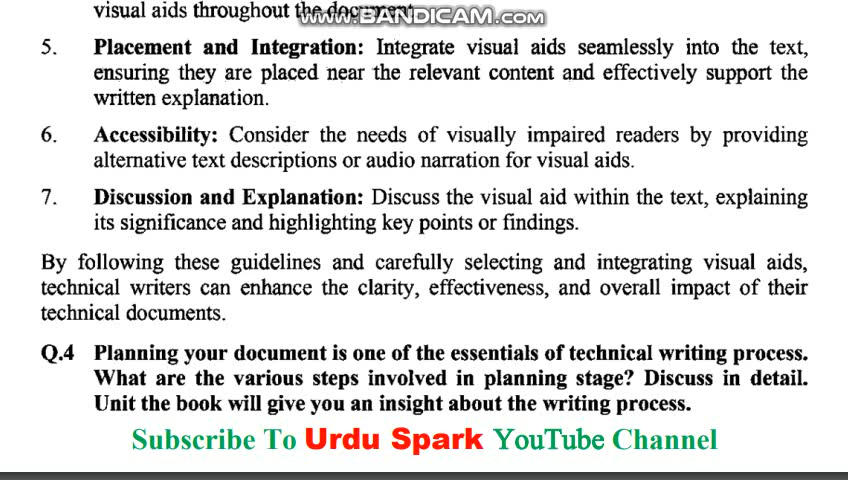 visual aids throughout the document.
www.BANDICAM.com
5. Placement and Integration: Integrate visual aids seamlessly into the text,
ensuring they are placed near the relevant content and effectively support the
written explanation.
6. Accessibility: Consider the needs of visually impaired readers by providing
alternative text descriptions or audio narration for visual aids.
7. Discussion and Explanation: Discuss the visual aid within the text, explaining
its significance and highlighting key points or findings.
By following these guidelines and carefully selecting and integrating visual aids,
technical writers can enhance the clarity, effectiveness, and overall impact of their
technical documents.
Q.4 Planning your document is one of the essentials of technical writing process.
What are the various steps involved in planning stage? Discuss in detail.
Unit the book will give you an insight about the writing process.
Subscribe To Urdu Spark YouTube Channel